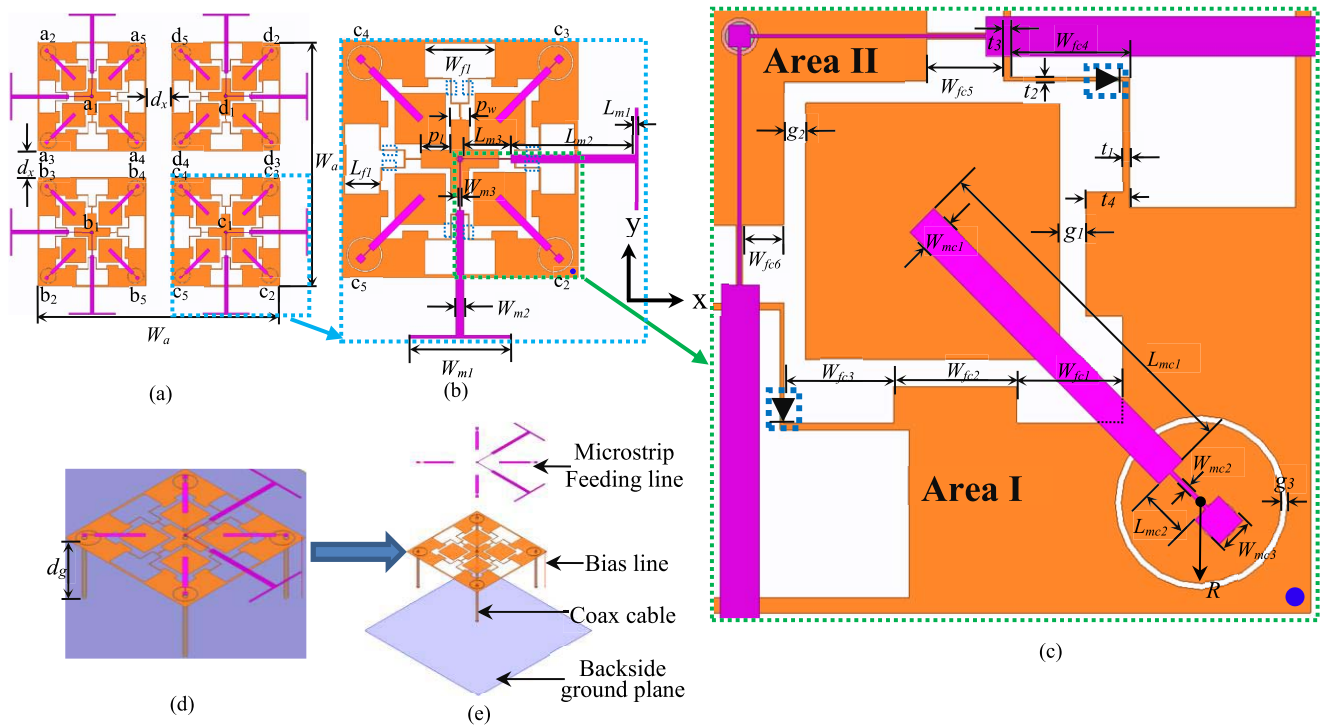 a2
a5
d5
d2
a1
d1
dx
a3
a4
d4
d3
dx
Wa
b3
b4
c4
c3
b1
c1
b2
b5
c5
c2
Wa
(a)
c4
c3
Wf1
pw
pl
Lm3
Lm2
Lm1
Lf1
Wm3
y
x
c5
c2
Wm2
Wm1
(b)
Area II
t3
Wfc4
Wfc5
t2
g2
t1
t4
g1
Wmc1
Wfc6
Lmc1
Wfc3
Wfc2
Wfc1
Area I
Wmc2
g3
Lmc2
Wmc3
R
(c)
dg
(d)
Microstrip
Feeding line
Bias line
Coax cable
Backside
ground plane
(e)